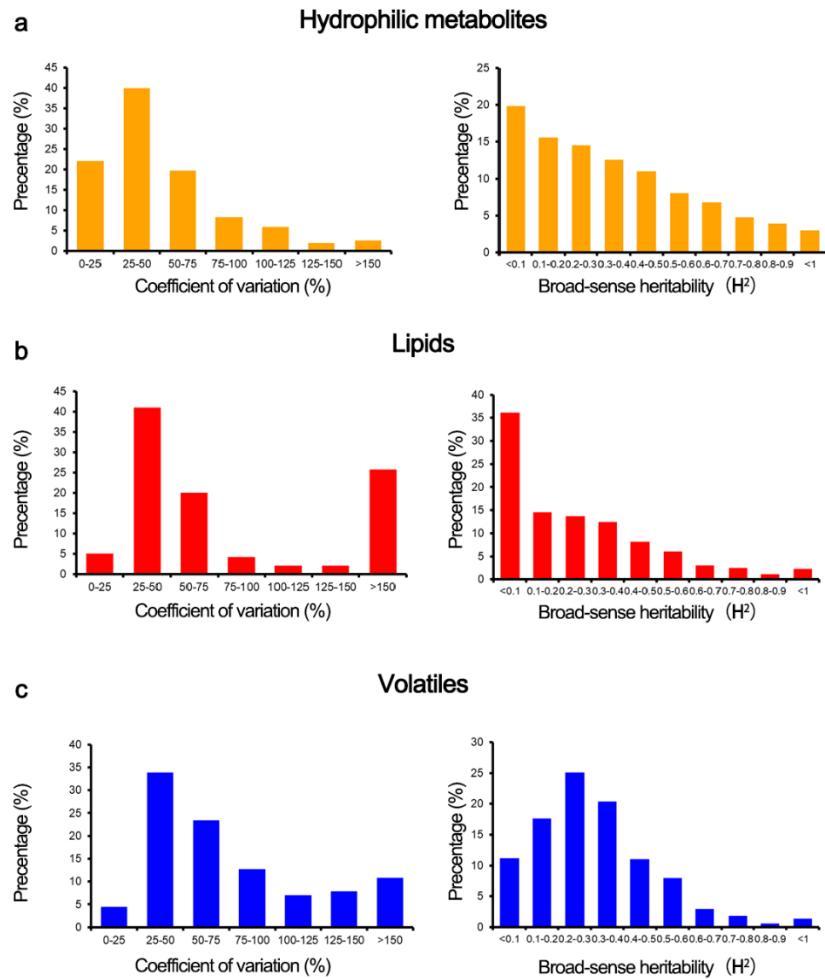 a
Hydrophilic metabolites
Precentage (%)
45
40
35
30
25
20
15
10
5
0
0-25 25-50 50-75 75-100 100-125 125-150 >150
Coefficient of variation (%)
Precentage (%)
25
20
15
10
5
0
<0.1 0.1-0.20 0.2-0.3 0.3-0.4 0.4-0.5 0.5-0.6 0.6-0.7 0.7-0.8 0.8-0.9 <1
Broad-sense heritability (H²)
b
Lipids
Precentage (%)
45
40
35
30
25
20
15
10
5
0
0-25 25-50 50-75 75-100 100-125 125-150 >150
Coefficient of variation (%)
Precentage (%)
40
35
30
25
20
15
10
5
0
<0.1 0.1-0.20 0.2-0.3 0.3-0.4 0.4-0.5 0.5-0.6 0.6-0.7 0.7-0.8 0.8-0.9 <1
Broad-sense heritability (H²)
c
Volatiles
Precentage (%)
40
35
30
25
20
15
10
5
0
0-25 25-50 50-75 75-100 100-125 125-150 >150
Coefficient of variation (%)
Precentage (%)
30
25
20
15
10
5
0
<0.1 0.1-0.20 0.2-0.3 0.3-0.4 0.4-0.5 0.5-0.6 0.6-0.7 0.7-0.8 0.8-0.9 <1
Broad-sense heritability (H²)